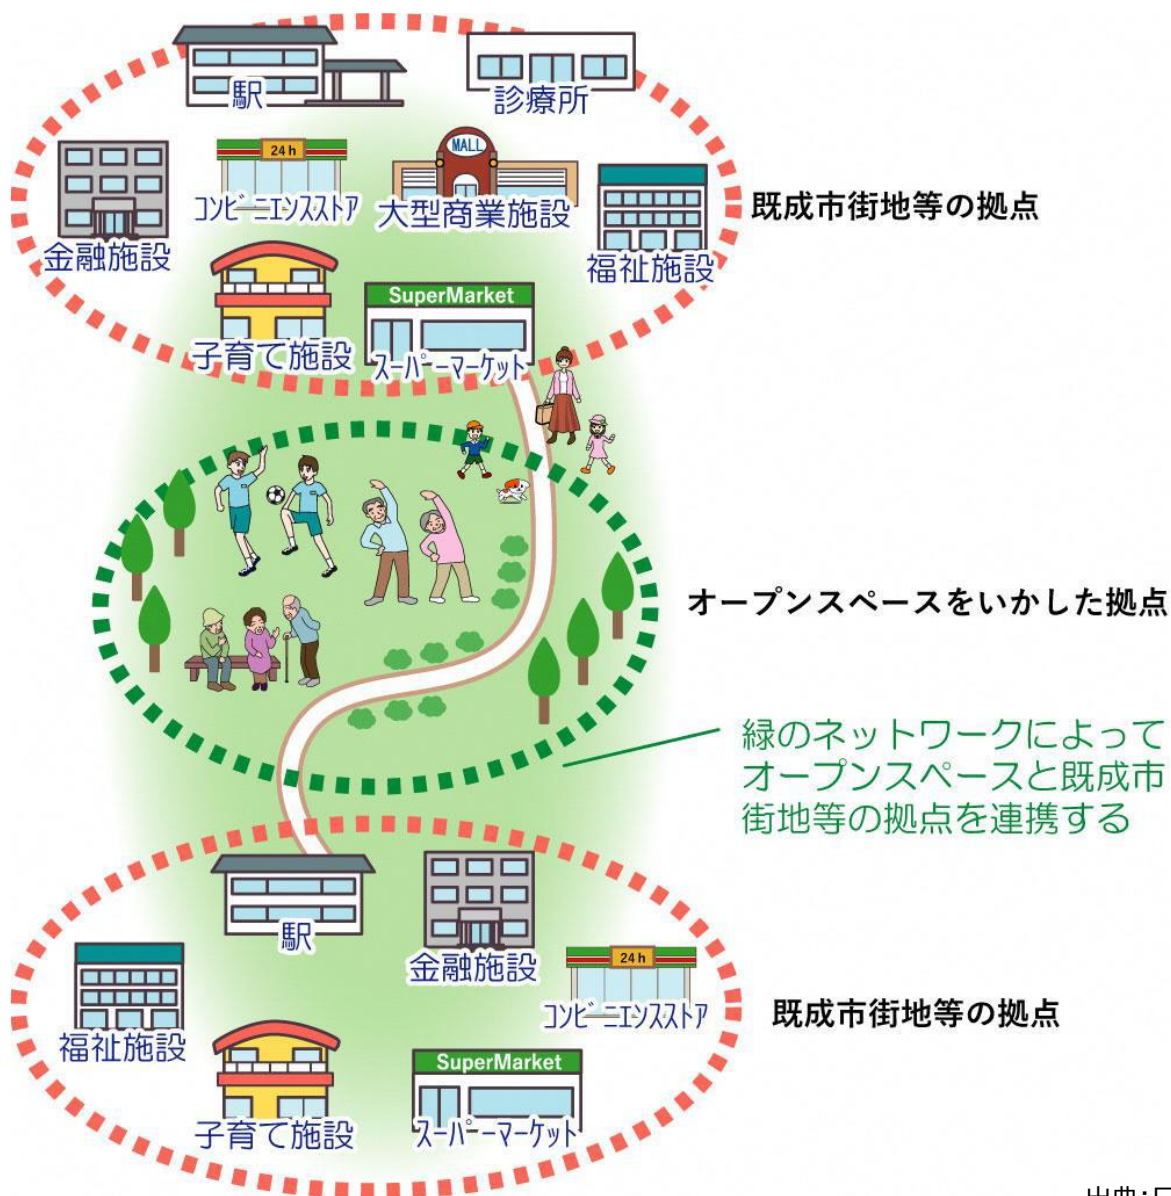 駅
診療所
24h
MALL
コンビニエンスストア
大型商業施設
既成市街地等の拠点
金融施設
福祉施設
SuperMarket
子育て施設
スーパーマーケット
オープンスペースをいかした拠点
緑のネットワークによって
オープンスペースと既成市
街地等の拠点を連携する
駅
金融施設
24h
福祉施設
コンビニエンスストア
既成市街地等の拠点
SuperMarket
子育て施設
スーパーマーケット
出典: